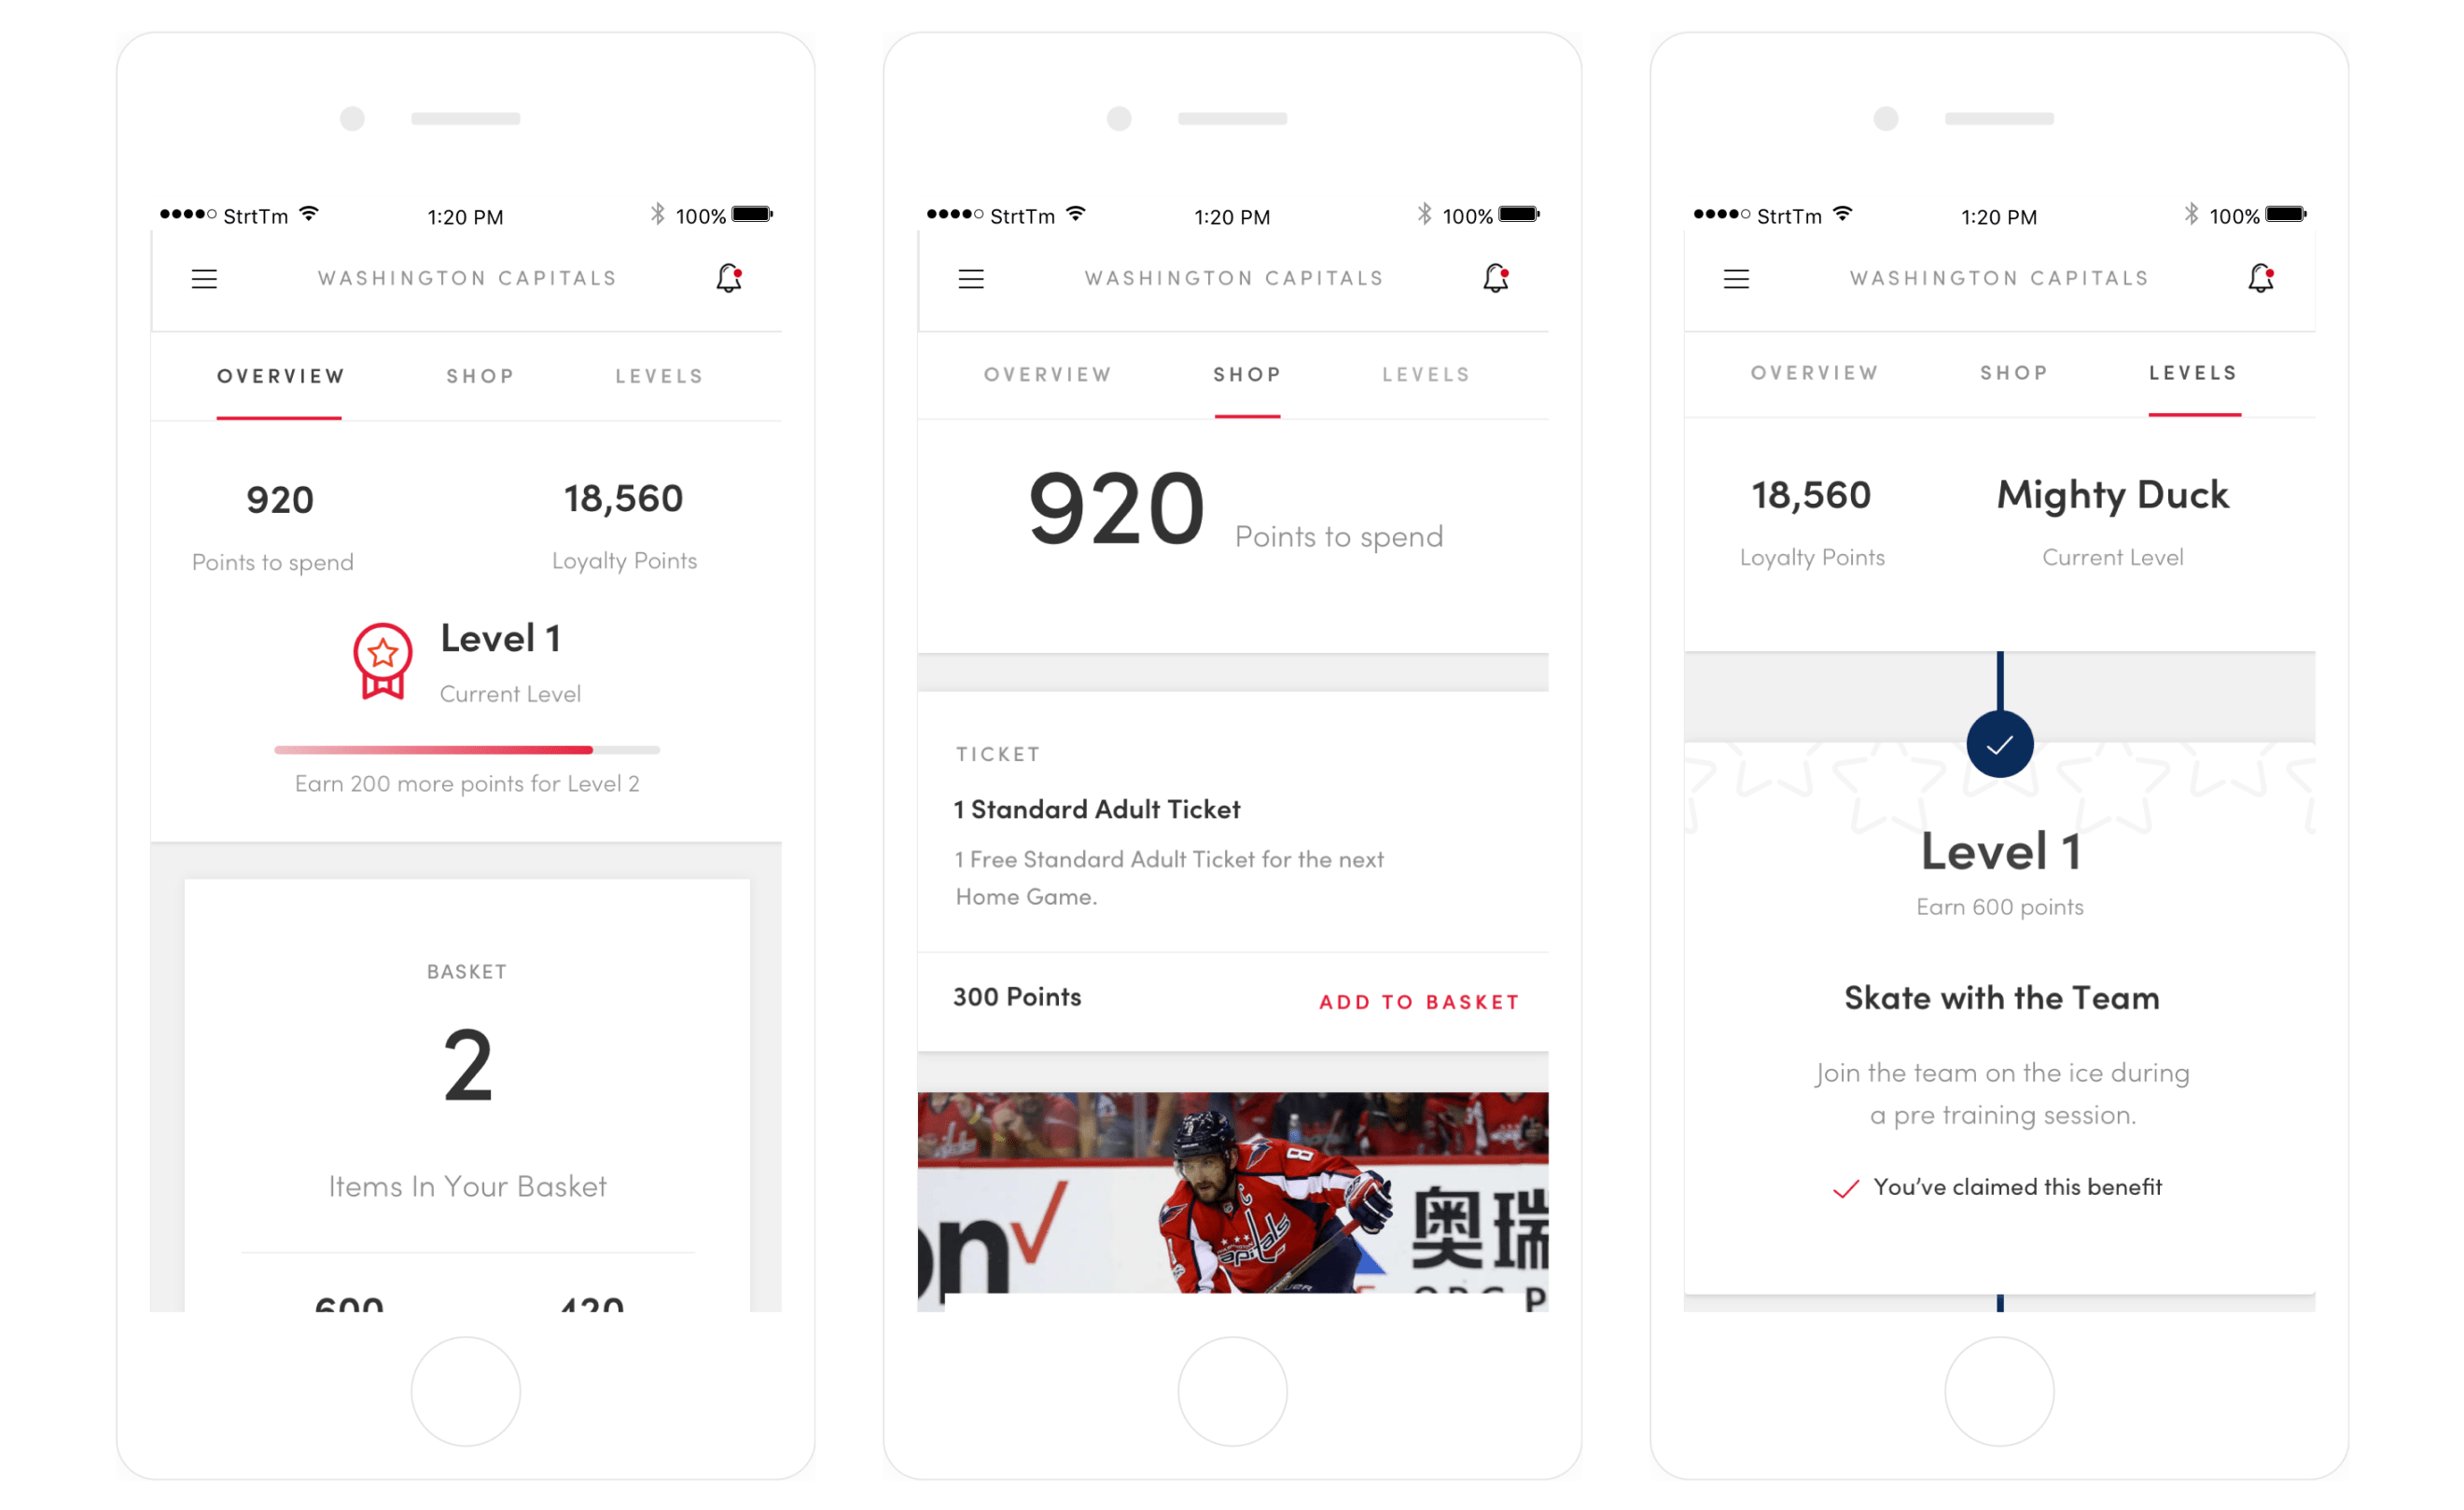 StrtTm
1:20 PM
100%
WASHINGTON CAPITALS
OVERVIEW
SHOP
LEVELS
920
18,560
Points to spend
Loyalty Points
Level 1
Current Level
Earn 200 more points for Level 2
BASKET
2
Items In Your Basket
600
420
StrtTm
1:20 PM
100%
WASHINGTON CAPITALS
OVERVIEW
SHOP
LEVELS
920 Points to spend
TICKET
1 Standard Adult Ticket
1 Free Standard Adult Ticket for the next
Home Game.
300 Points
ADD TO BASKET
8
C
capitals
on
奥瑞
StrtTm
1:20 PM
100%
WASHINGTON CAPITALS
OVERVIEW
SHOP
LEVELS
18,560
Mighty Duck
Loyalty Points
Current Level
Level 1
Earn 600 points
Skate with the Team
Join the team on the ice during
a pre training session.
You’ve claimed this benefit